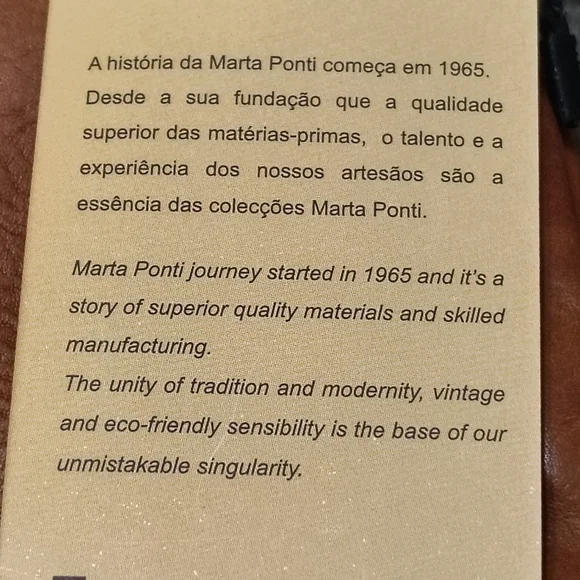 A história da Marta Ponti começa em 1965.
Desde a sua fundação que a qualidade
superior das matérias-primas, o talento e a
experiência dos nossos artesãos são a
essência das colecções Marta Ponti.
Marta Ponti journey started in 1965 and it's a
story of superior quality materials and skilled
manufacturing.
The unity of tradition and modernity, vintage
and eco-friendly sensibility is the base of our
unmistakable singularity.